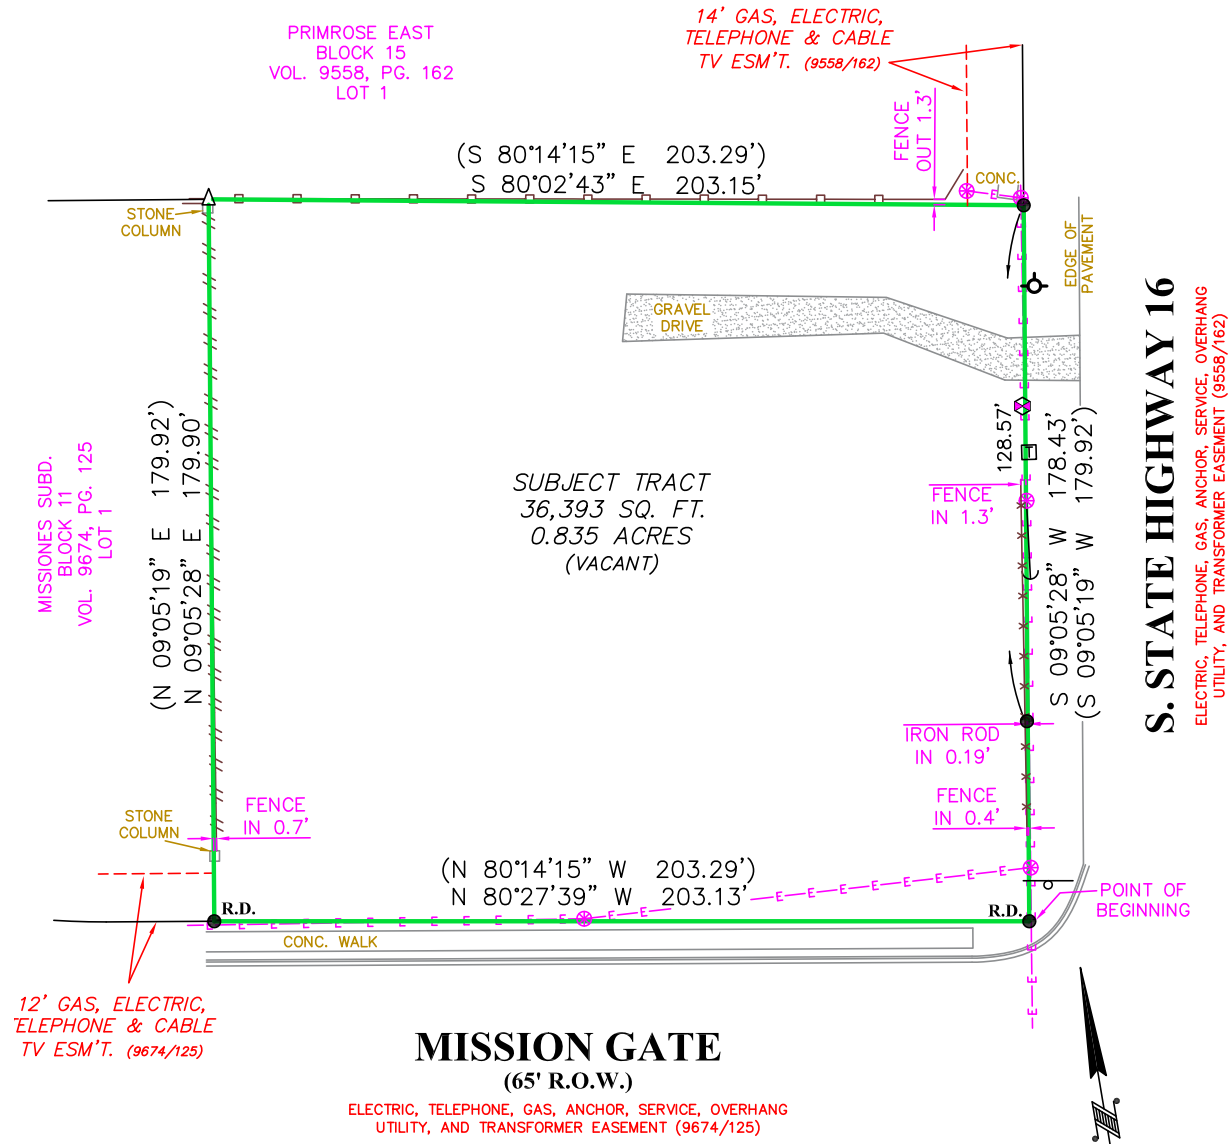 PRIMROSE EAST
BLOCK 15
VOL. 9558, PG. 162
LOT 1
14' GAS, ELECTRIC,
TELEPHONE & CABLE
TV ESM'T. (9558/162)
FENCE
OUT 1.3'
(S 80°14'15" E 203.29')
S 80°02'43" E 203.15'
CONC.
E
STONE
COLUMN
EDGE OF
PAVEMENT
GRAVEL
DRIVE
MISSIONES SUBD.
BLOCK 11
VOL. 9674, PG. 125
LOT 1
(N 09°05'19" E 179.92')
N 09°05'28" E 179.90'
SUBJECT TRACT
36,393 SQ. FT.
0.835 ACRES
(VACANT)
128.57'
S 09°05'28" W 178.43'
(S 09°05'19" W 179.92')
FENCE
IN 1.3'
S. STATE HIGHWAY 16
ELECTRIC, TELEPHONE, GAS, ANCHOR, SERVICE, OVERHANG
UTILITY, AND TRANSFORMER EASEMENT (9558/162)
IRON ROD
IN 0.19'
FENCE
IN 0.4'
STONE
COLUMN
FENCE
IN 0.7'
(N 80°14'15" W 203.29')
N 80°27'39" W 203.13'
E E E E E
R.D.
R.D.
POINT OF
BEGINNING
E E E E E
CONC. WALK
E
E
12' GAS, ELECTRIC,
TELEPHONE & CABLE
TV ESM'T. (9674/125)
MISSION GATE
(65' R.O.W.)
ELECTRIC, TELEPHONE, GAS, ANCHOR, SERVICE, OVERHANG
UTILITY, AND TRANSFORMER EASEMENT (9674/125)
N